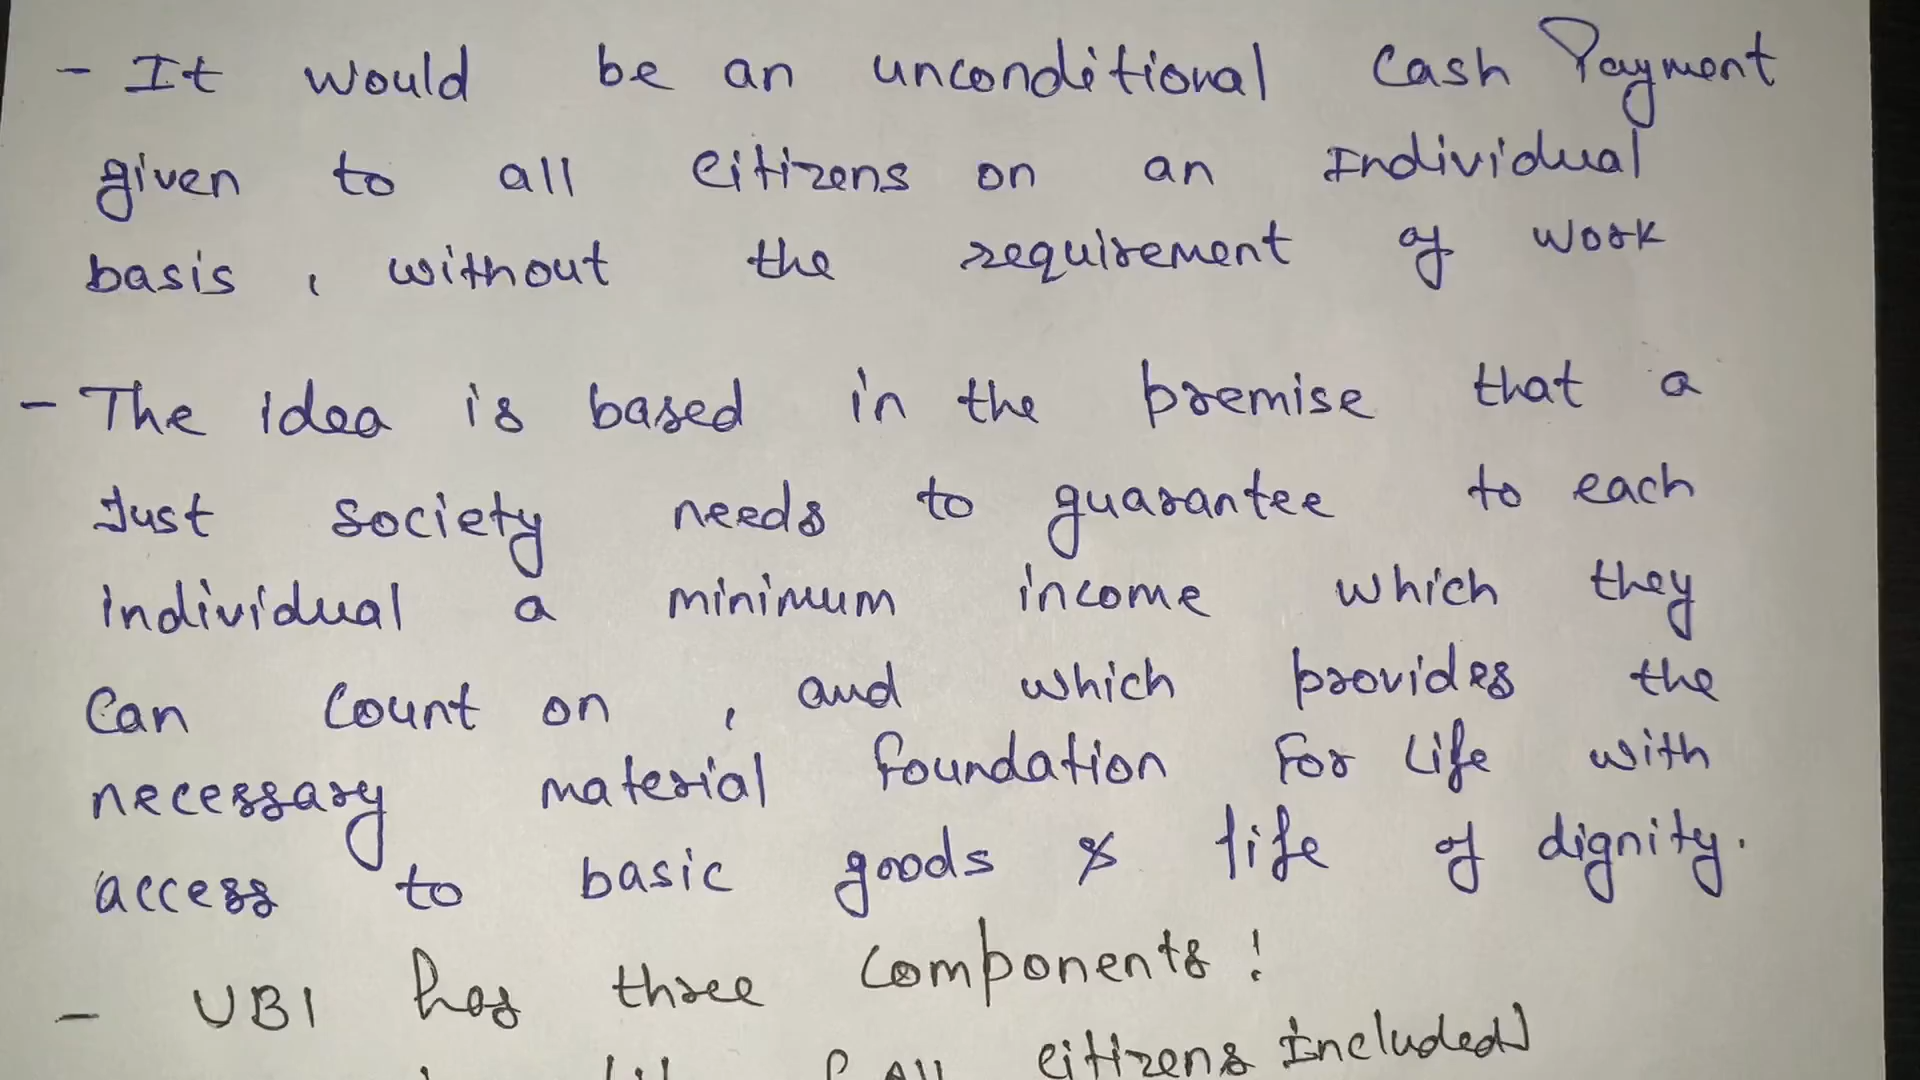 - It would be an unconditional Cash Payment
given to all Citizens on an Individual
basis, without the requirement of work
- The idea is based in the premise that a
Just society needs to guarantee to each
individual a minimum income which they
Can Count on, and which provides the
necessary material foundation For Life with
access to basic goods & life of dignity.
- UBI has three Components:
All Citizens Included)